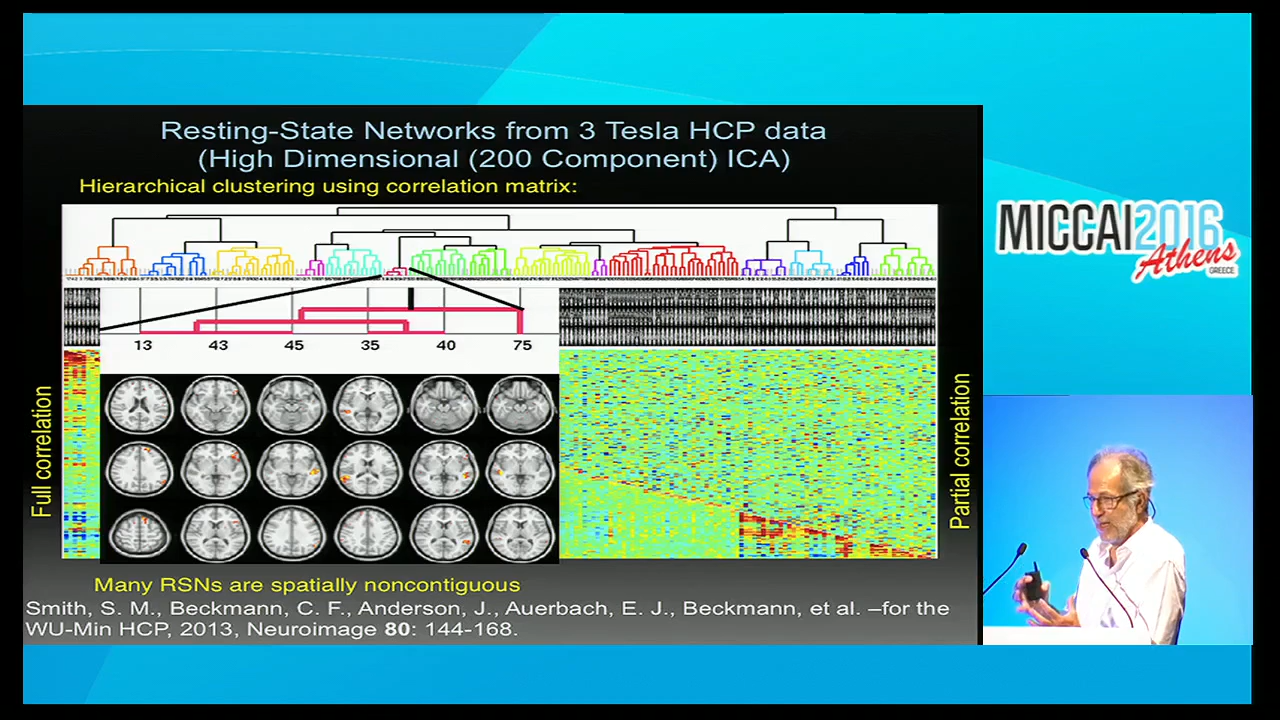 Resting-State Networks from 3 Tesla HCP data
(High Dimensional (200 Component) ICA)
Hierarchical clustering using correlation matrix:
13 43 45 35 40 75
Full correlation
Partial correlation
Many RSNs are spatially noncontiguous
Smith, S. M., Beckmann, C. F., Anderson, J., Auerbach, E. J., Beckmann, et al. –for the
WU-Min HCP, 2013, Neuroimage 80: 144-168.
MICCAI2016
Athens
GREECE